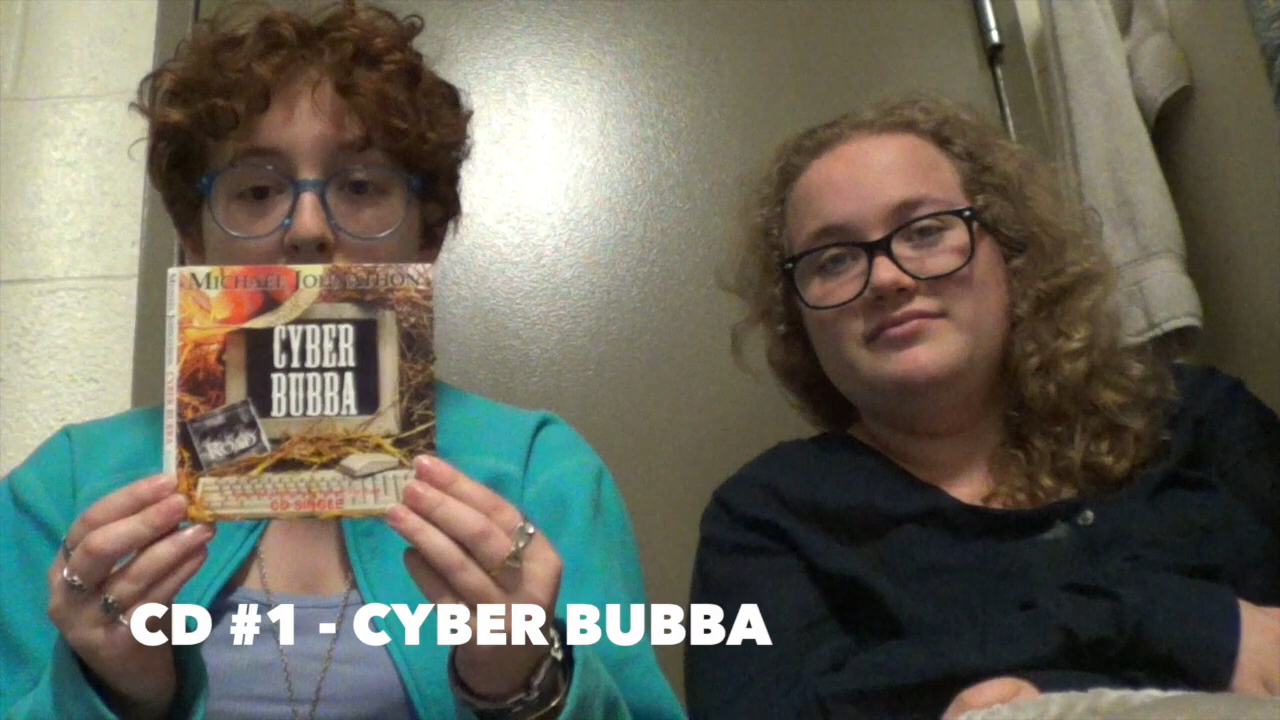 MICHAEL JOHNATHON
CYBER
BUBBA
CD SINGLE
CD #1 - CYBER BUBBA